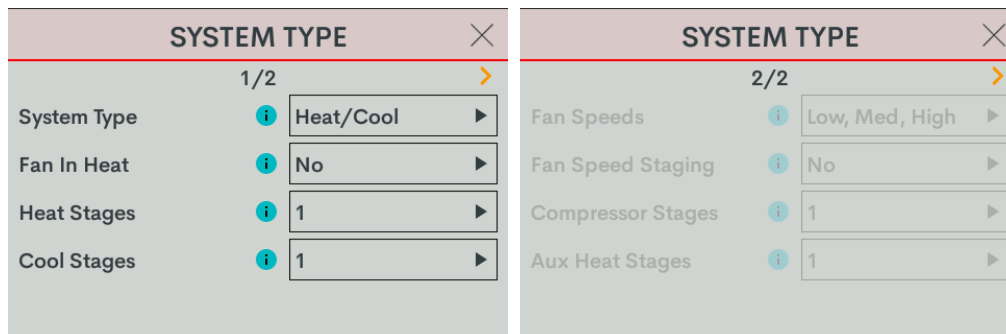 SYSTEM TYPE
1/2
System Type Heat/Cool
Fan In Heat No
Heat Stages 1
Cool Stages 1
SYSTEM TYPE
2/2
Fan Speeds Low, Med, High
Fan Speed Staging No
Compressor Stages 1
Aux Heat Stages 1